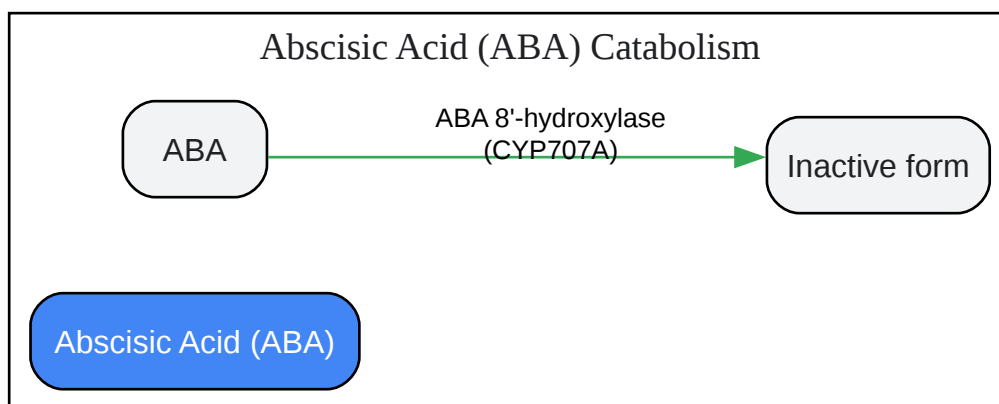 Abscisic Acid (ABA) Catabolism
ABA 8'-hydroxylase
(CYP707A)
ABA
Inactive form
Abscisic Acid (ABA)